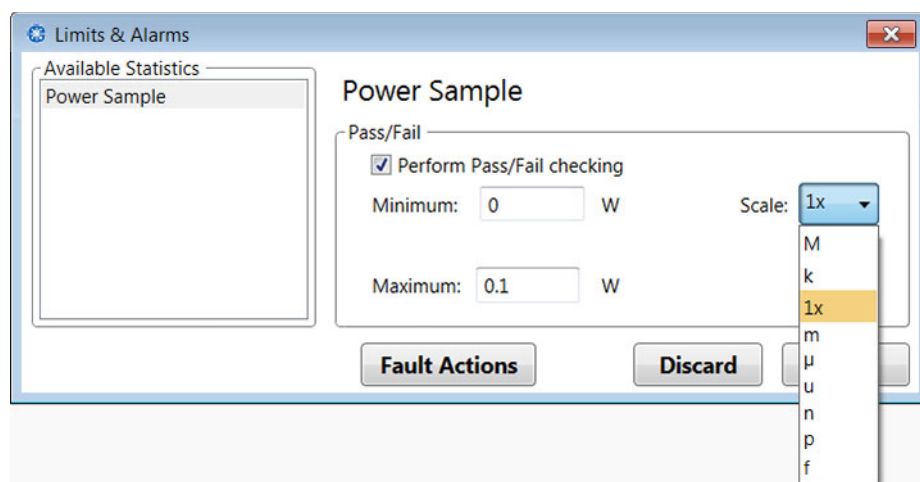 Limits & Alarms
Available Statistics
Power Sample
Power Sample
Pass/Fail
Perform Pass/Fail checking
Minimum: 0 W Scale: 1x
Maximum: 0.1 W
M
k
1x
m
µ
u
n
p
f
Fault Actions Discard